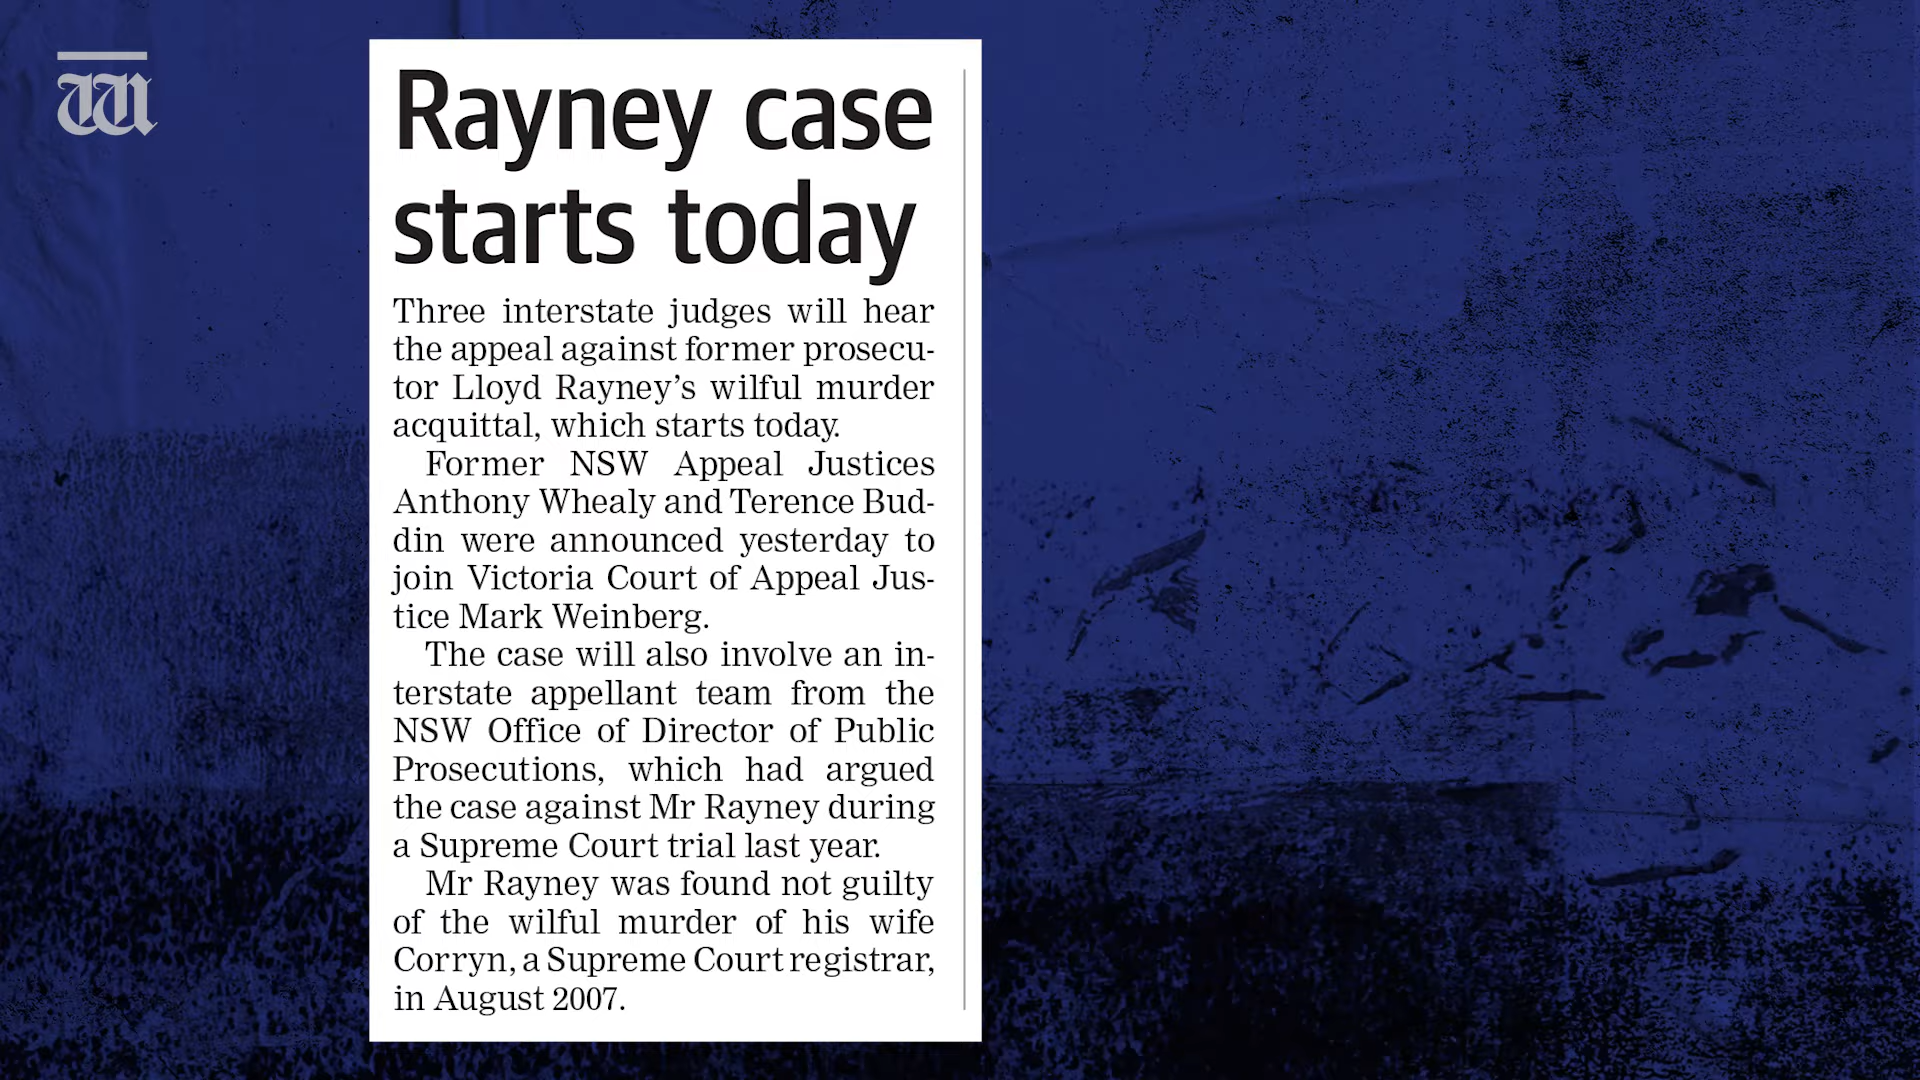 W
Rayney case
starts today
Three interstate judges will hear
the appeal against former prosecu-
tor Lloyd Rayney’s wilful murder
acquittal, which starts today.
Former NSW Appeal Justices
Anthony Whealy and Terence Bud-
din were announced yesterday to
join Victoria Court of Appeal Jus-
tice Mark Weinberg.
The case will also involve an in-
terstate appellant team from the
NSW Office of Director of Public
Prosecutions, which had argued
the case against Mr Rayney during
a Supreme Court trial last year.
Mr Rayney was found not guilty
of the wilful murder of his wife
Corryn, a Supreme Court registrar,
in August 2007.